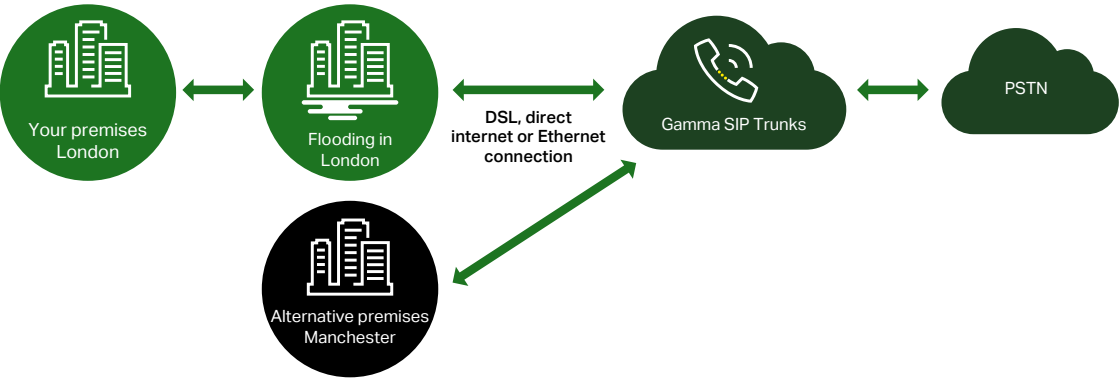 Your premises
London
Flooding in
London
DSL, direct
internet or Ethernet
connection
Gamma SIP Trunks
PSTN
Alternative premises
Manchester